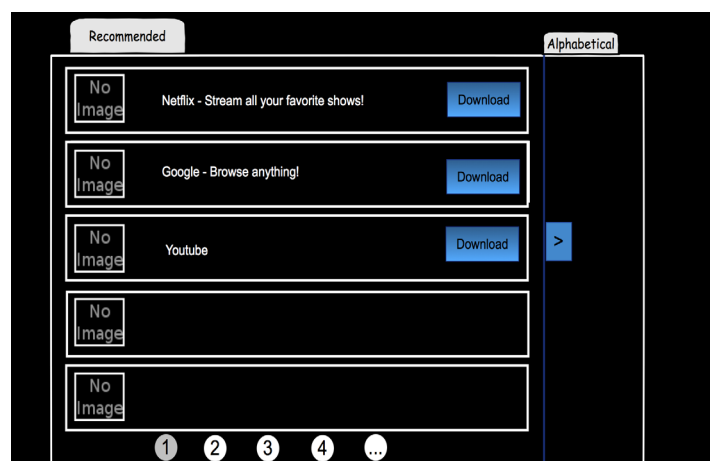 Recommended
Alphabetical
No
Image
Netflix - Stream all your favorite shows!
Download
No
Image
Google - Browse anything!
Download
No
Image
Youtube
Download
>
No
Image
No
Image
1 2 3 4 ...